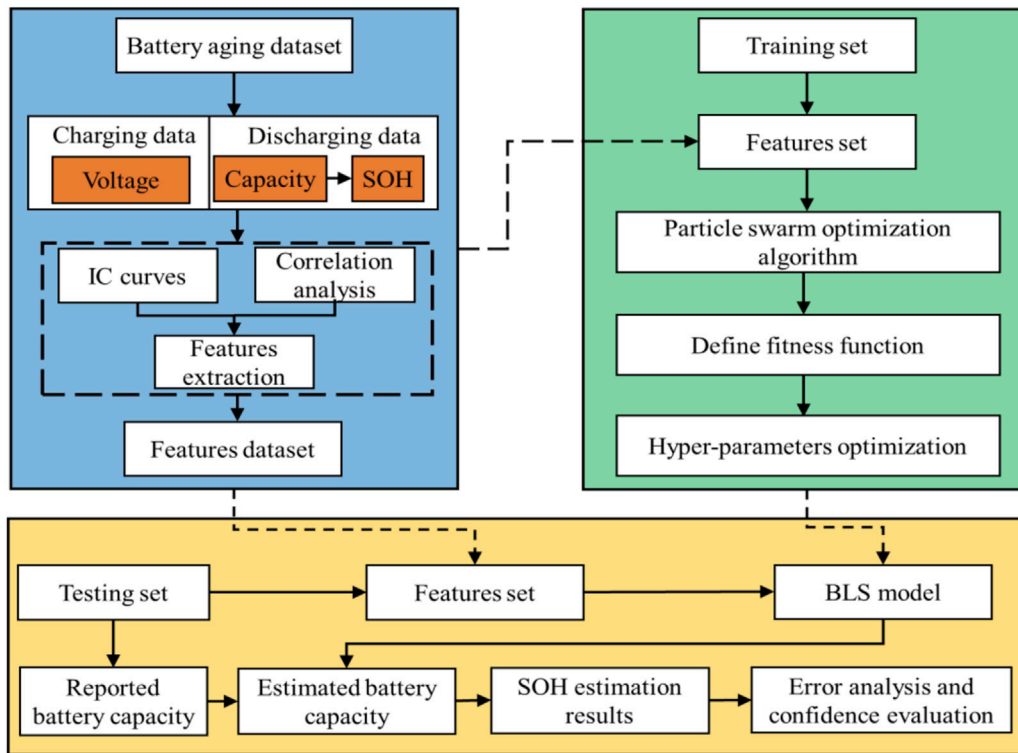 Battery aging dataset
Charging data
Voltage
Discharging data
Capacity
SOH
IC curves
Correlation
analysis
Features
extraction
Features dataset
Training set
Features set
Particle swarm optimization
algorithm
Define fitness function
Hyper-parameters optimization
Testing set
Features set
BLS model
Reported
battery capacity
Estimated battery
capacity
SOH estimation
results
Error analysis and
confidence evaluation